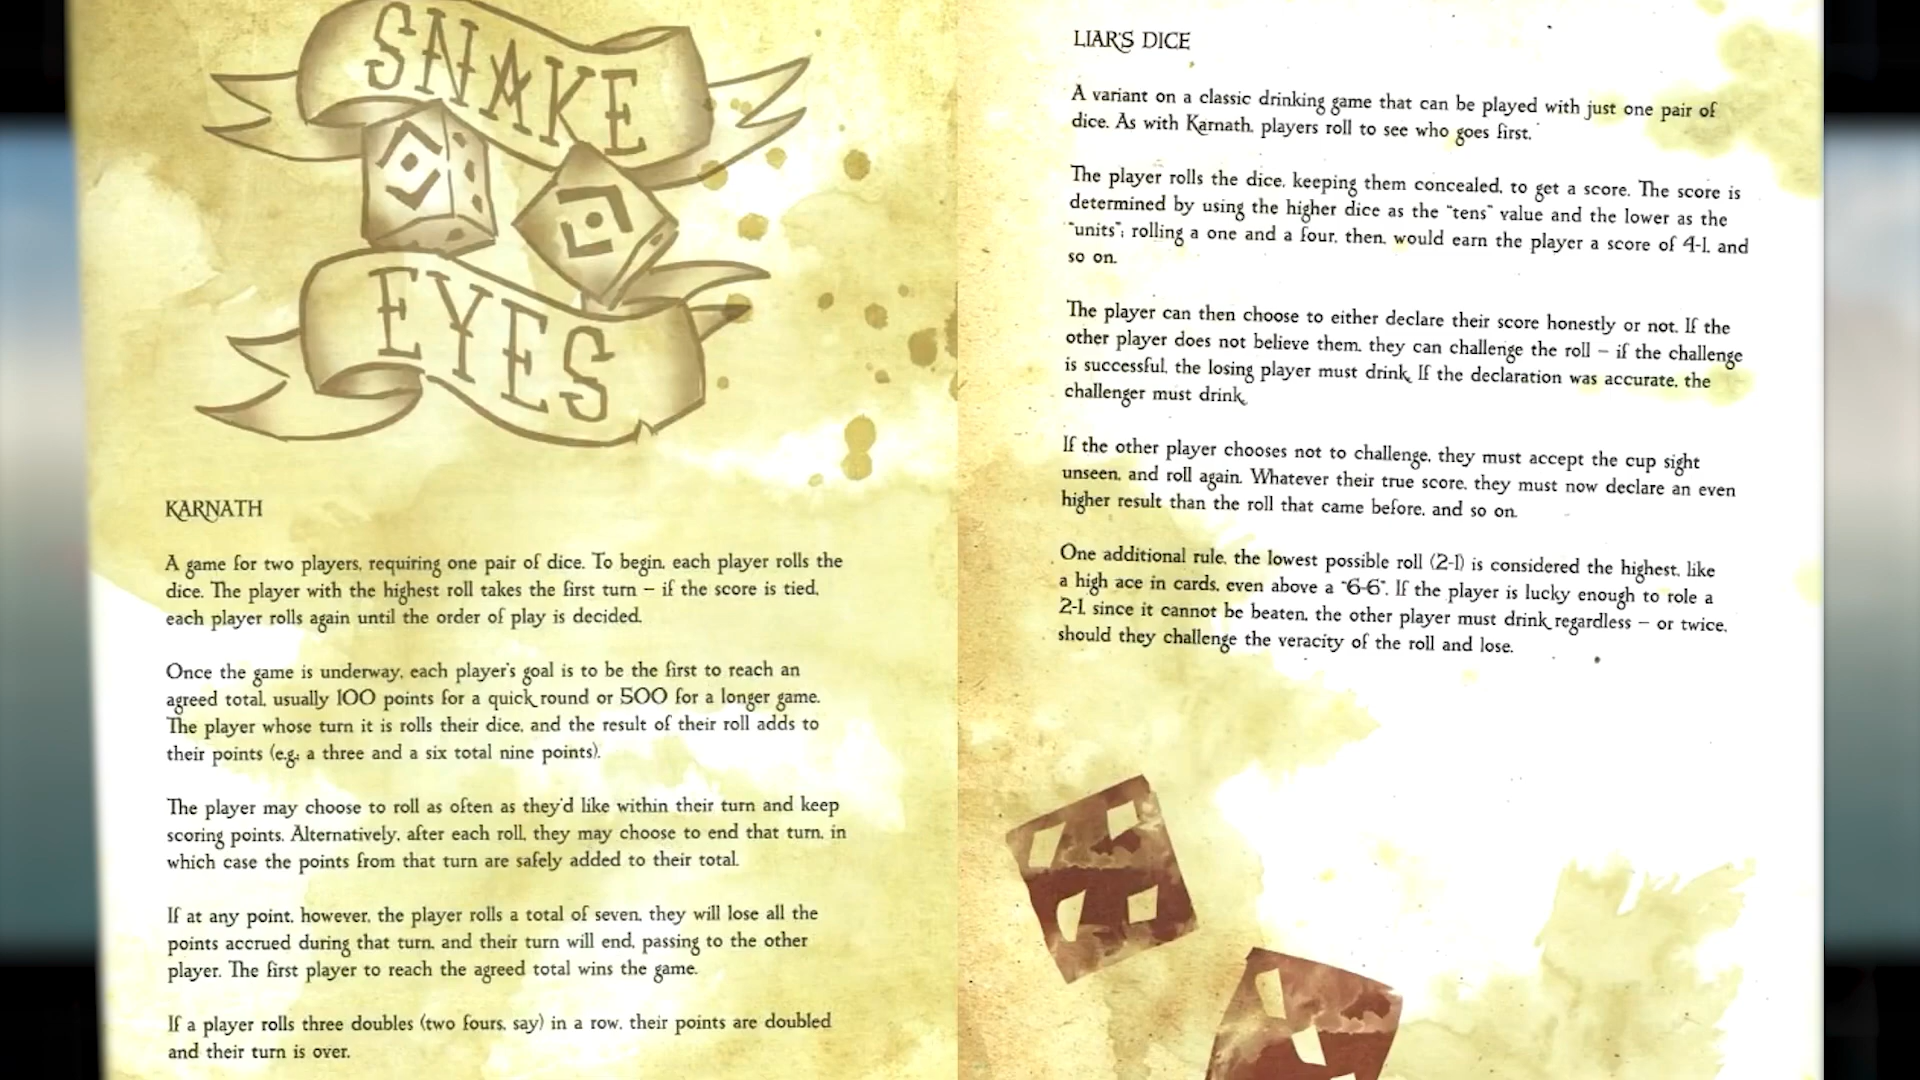 SNAKE
EYES
KARNATH
A game for two players, requiring one pair of dice. To begin, each player rolls the
dice. The player with the highest roll takes the first turn – if the score is tied,
each player rolls again until the order of play is decided.
Once the game is underway, each player's goal is to be the first to reach an
agreed total, usually 100 points for a quick round or 500 for a longer game.
The player whose turn it is rolls their dice, and the result of their roll adds to
their points (e.g. a three and a six total nine points).
The player may choose to roll as often as they'd like within their turn and keep
scoring points. Alternatively, after each roll, they may choose to end that turn, in
which case the points from that turn are safely added to their total.
If at any point, however, the player rolls a total of seven, they will lose all the
points accrued during that turn, and their turn will end, passing to the other
player. The first player to reach the agreed total wins the game.
If a player rolls three doubles (two fours, say) in a row, their points are doubled
and their turn is over.
LIAR'S DICE
A variant on a classic drinking game that can be played with just one pair of
dice. As with Karnath, players roll to see who goes first.
The player rolls the dice, keeping them concealed, to get a score. The score is
determined by using the higher dice as the "tens" value and the lower as the
"units"; rolling a one and a four, then, would earn the player a score of 4-1, and
so on.
The player can then choose to either declare their score honestly or not. If the
other player does not believe them, they can challenge the roll – if the challenge
is successful, the losing player must drink. If the declaration was accurate, the
challenger must drink.
If the other player chooses not to challenge, they must accept the cup sight
unseen, and roll again. Whatever their true score, they must now declare an even
higher result than the roll that came before, and so on.
One additional rule, the lowest possible roll (2-1) is considered the highest, like
a high ace in cards, even above a "6-6". If the player is lucky enough to role a
2-1, since it cannot be beaten, the other player must drink regardless – or twice,
should they challenge the veracity of the roll and lose.